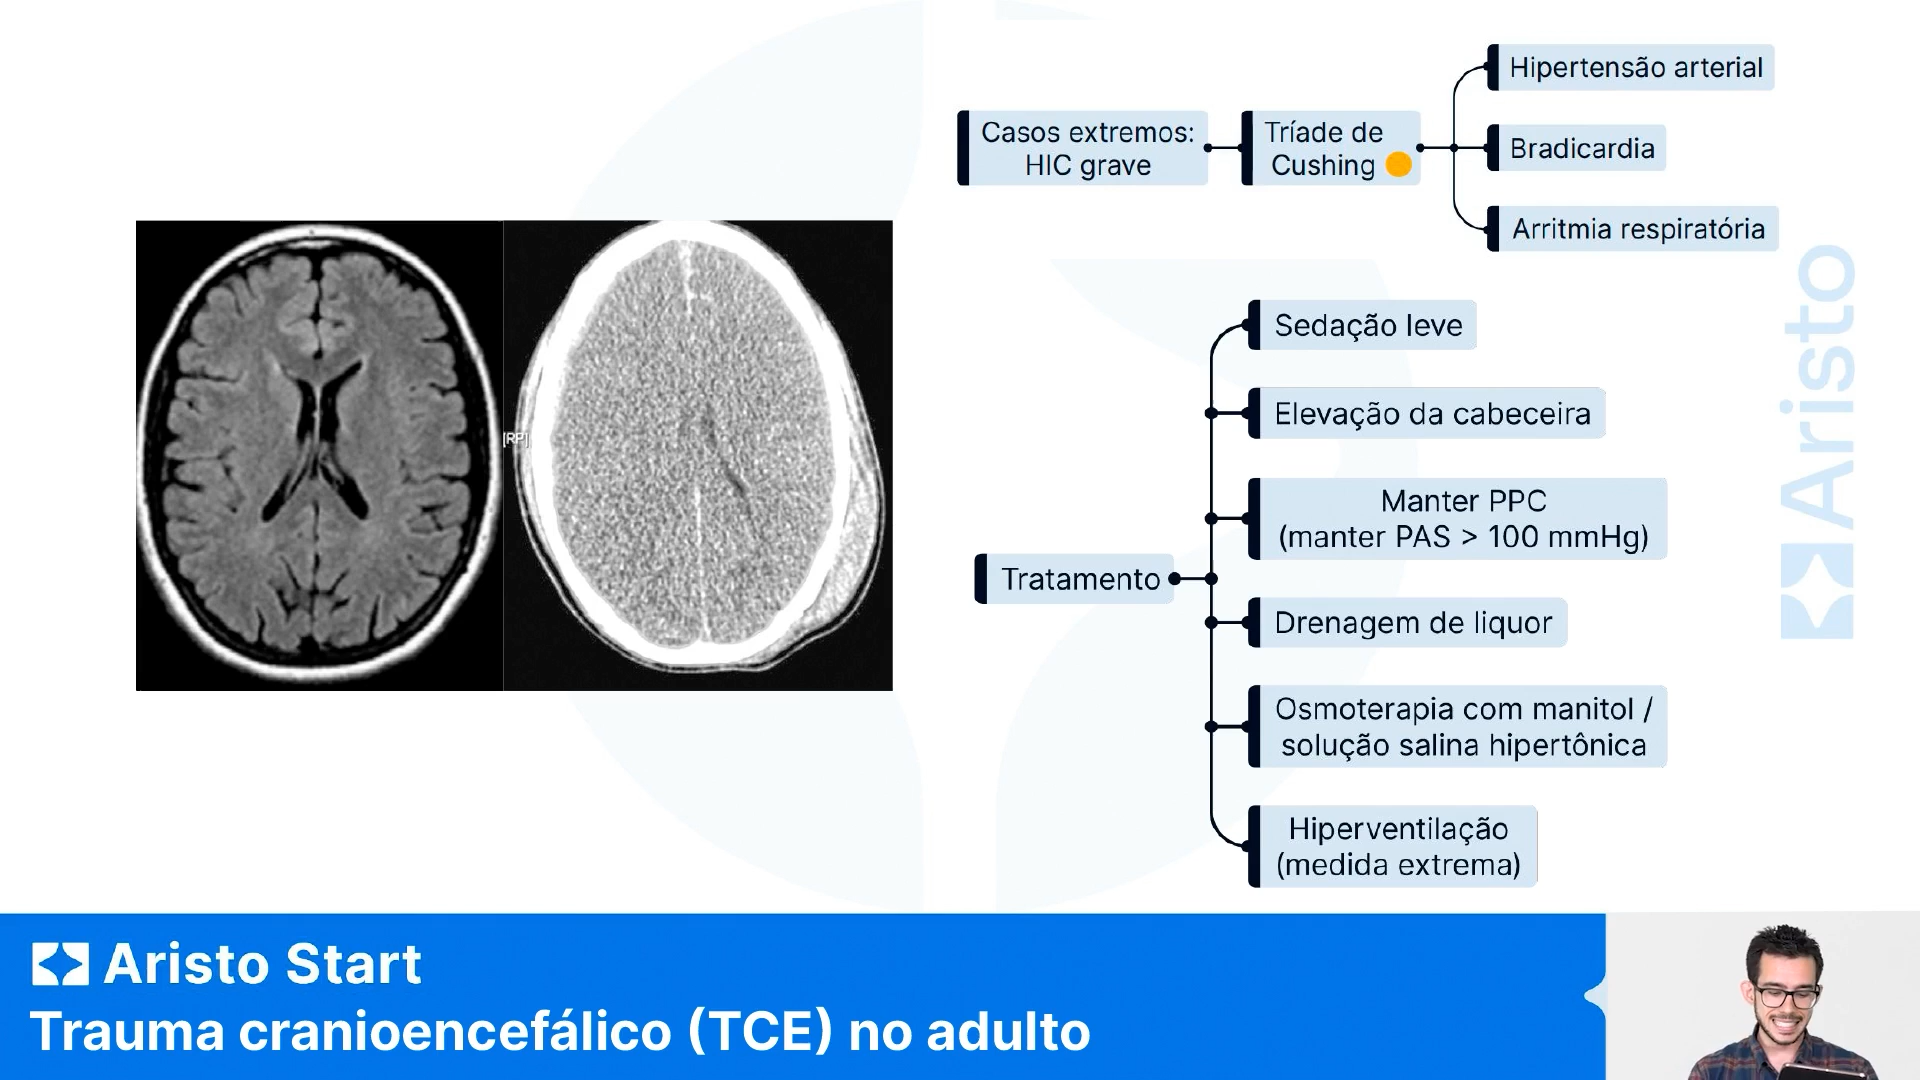 Casos extremos:
HIC grave
Tríade de
Cushing
Hipertensão arterial
Bradicardia
Arritmia respiratória
[RP]
Tratamento
Sedação leve
Elevação da cabeceira
Manter PPC
(manter PAS > 100 mmHg)
Drenagem de liquor
Osmoterapia com manitol /
solução salina hipertônica
Hiperventilação
(medida extrema)
Aristo
Aristo Start
Trauma cranioencefálico (TCE) no adulto